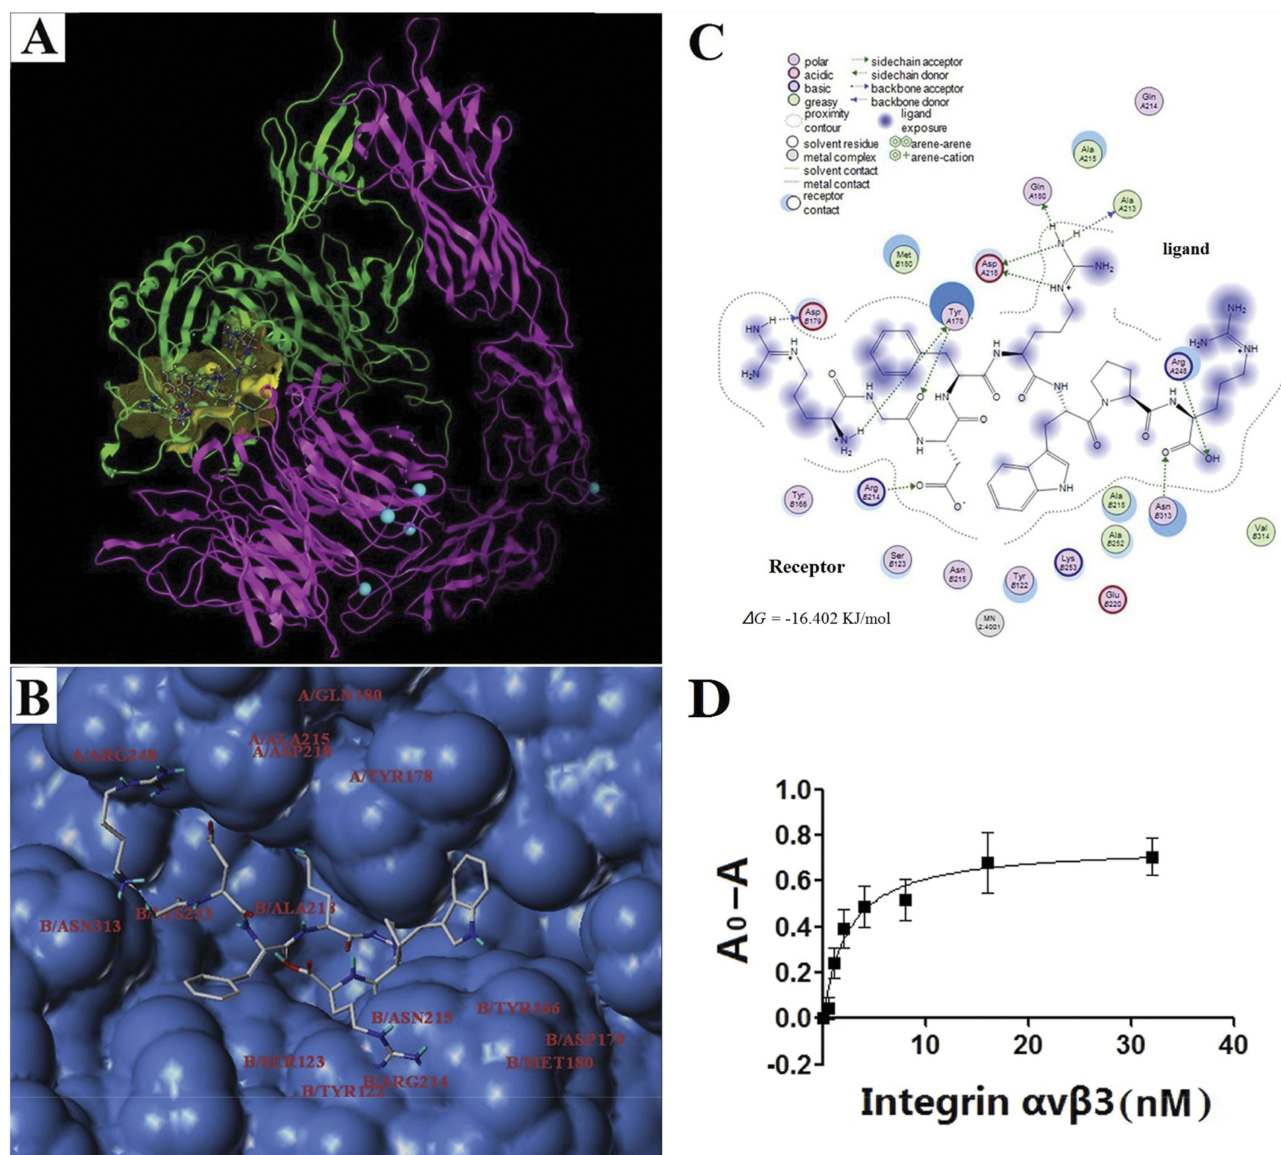 A
C
polar
acidic
basic
greasy
proximity
contour
solvent residue
metal complex
solvent contact
metal contact
receptor
contact
sidechain acceptor
sidechain donor
backbone acceptor
backbone donor
ligand
exposure
arene-arene
arene-cation
Gln
A214
Ala
A215
Gln
A180
Ala
A213
ligand
Met
B180
Asp
A218
Tyr
A178
Asp
B179
Arg
A248
Tyr
B166
Arg
B214
Ala
B218
Asn
B313
Val
B314
Ala
B252
Lys
B253
Ser
B123
Asn
B215
Tyr
B122
Glu
B220
MN
2:4001
Receptor
ΔG = -16.402 KJ/mol
B
A/GLN180
A/ALA215
A/ASP218
A/ARG248
A/TYR178
B/ASN313
B/LYS253
B/ALA218
B/ASN215
B/TYR166
B/ASP179
B/SER123
B/MET180
B/ARG214
B/TYR122
D
1.0
0.8
0.6
0.4
0.2
0.0
-0.2
10
20
30
40
A0-A
Integrin αvβ3(nM)